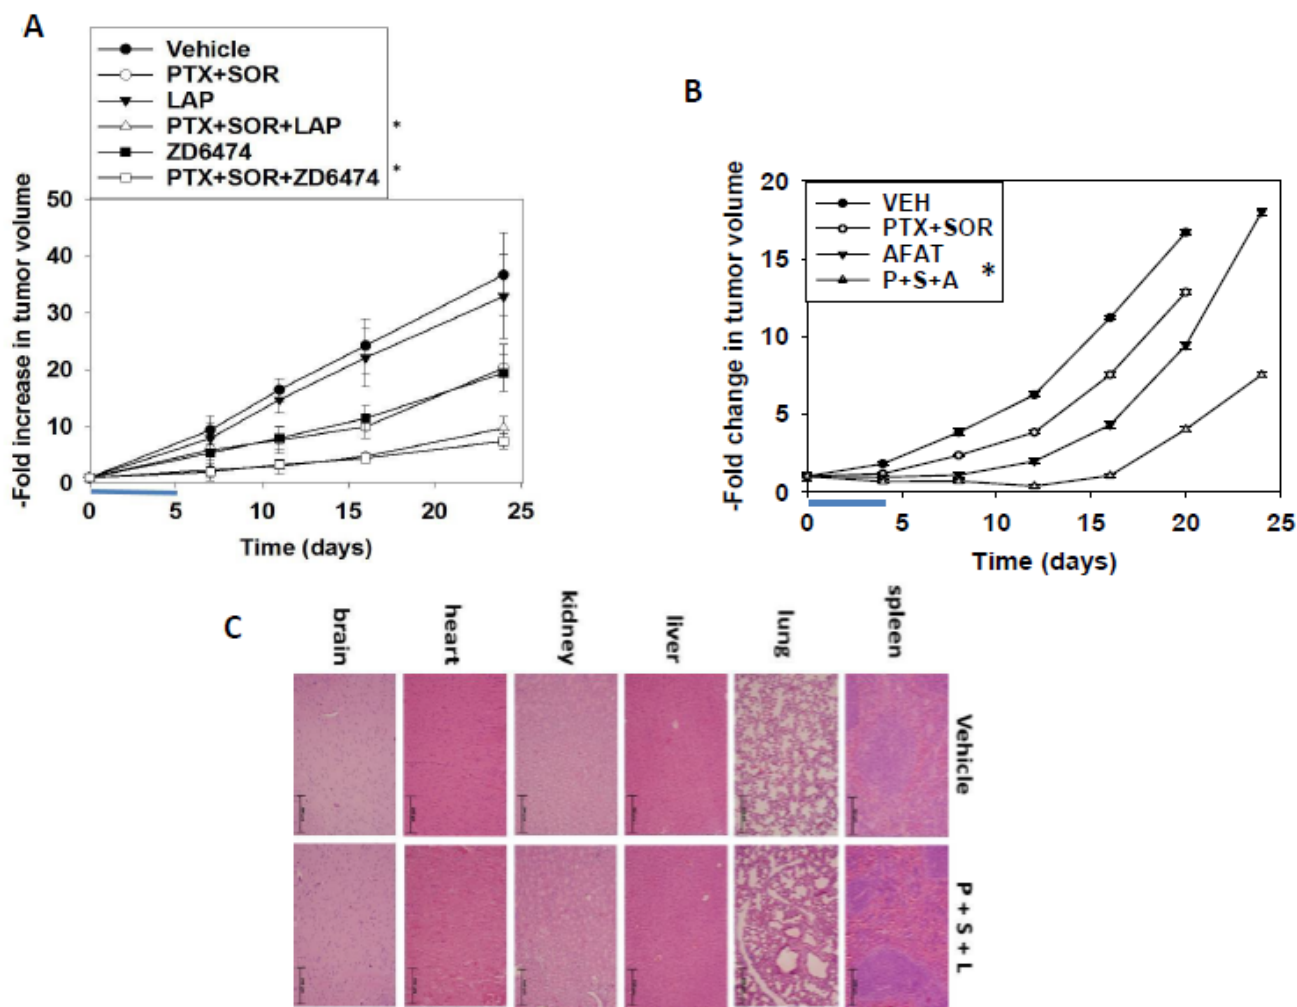 A
Vehicle
PTX+SOR
LAP
PTX+SOR+LAP *
ZD6474
PTX+SOR+ZD6474 *
-Fold increase in tumor volume
50
40
30
20
10
0
0 5 10 15 20 25
Time (days)
B
VEH
PTX+SOR
AFAT
P+S+A *
-Fold change in tumor volume
20
15
10
5
0
0 5 10 15 20 25
Time (days)
C
brain heart kidney liver lung spleen
Vehicle
P + S + L